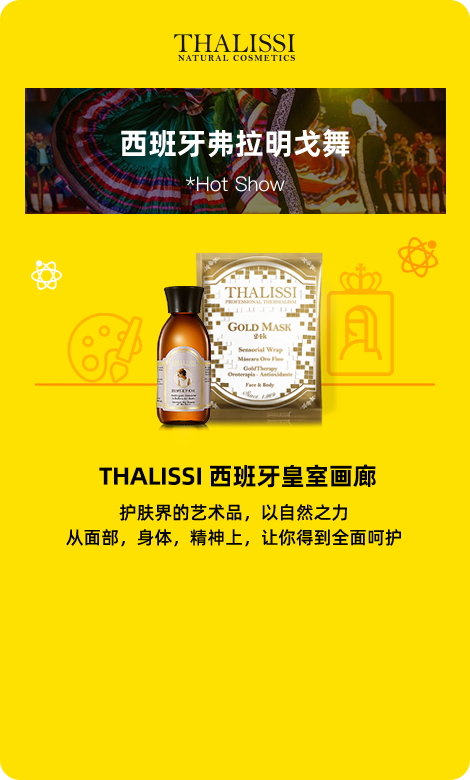 THALISSI
NATURAL COSMETICS
西班牙弗拉明戈舞
*Hot Show
THALISSI
PROFESSIONAL THERMALISM
GOLD MASK
24k
Sensorial Wrap
Máscara Oro Fino
GoldTherapy
Oroterapia - Antioxidante
Face & Body
THALISSI 西班牙皇室画廊
护肤界的艺术品，以自然之力
从面部，身体，精神上，让你得到全面呵护